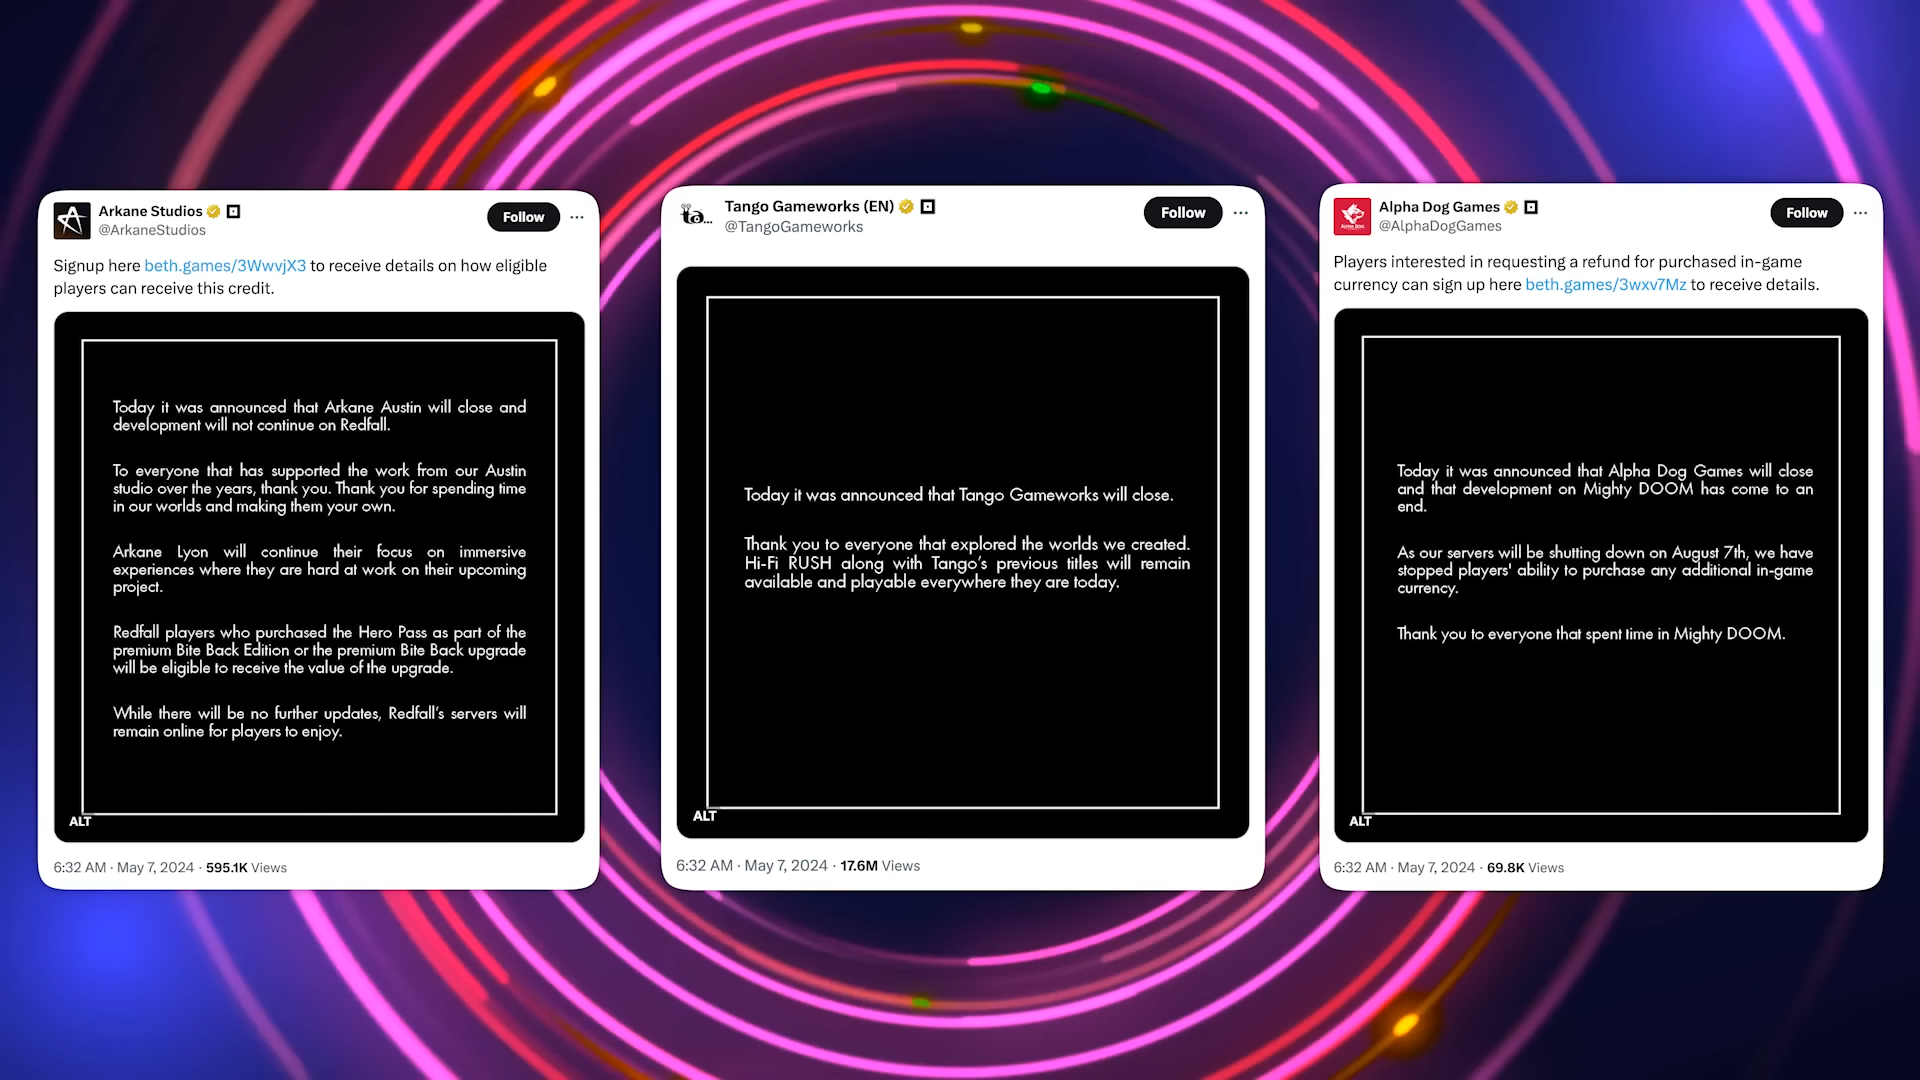 Arkane Studios
@ArkaneStudios
Follow
Signup here beth.games/3WwvjX3 to receive details on how eligible
players can receive this credit.
Today it was announced that Arkane Austin will close and
development will not continue on Redfall.
To everyone that has supported the work from our Austin
studio over the years, thank you. Thank you for spending time
in our worlds and making them your own.
Arkane Lyon will continue their focus on immersive
experiences where they are hard at work on their upcoming
project.
Redfall players who purchased the Hero Pass as part of the
premium Bite Back Edition or the premium Bite Back upgrade
will be eligible to receive the value of the upgrade.
While there will be no further updates, Redfall's servers will
remain online for players to enjoy.
ALT
6:32 AM · May 7, 2024 · 595.1K Views
Tango Gameworks (EN)
@TangoGameworks
Follow
Today it was announced that Tango Gameworks will close.
Thank you to everyone that explored the worlds we created.
Hi-Fi RUSH along with Tango's previous titles will remain
available and playable everywhere they are today.
ALT
6:32 AM · May 7, 2024 · 17.6M Views
Alpha Dog Games
@AlphaDogGames
Follow
Players interested in requesting a refund for purchased in-game
currency can sign up here beth.games/3wxv7Mz to receive details.
Today it was announced that Alpha Dog Games will close
and that development on Mighty DOOM has come to an
end.
As our servers will be shutting down on August 7th, we have
stopped players' ability to purchase any additional in-game
currency.
Thank you to everyone that spent time in Mighty DOOM.
ALT
6:32 AM · May 7, 2024 · 69.8K Views